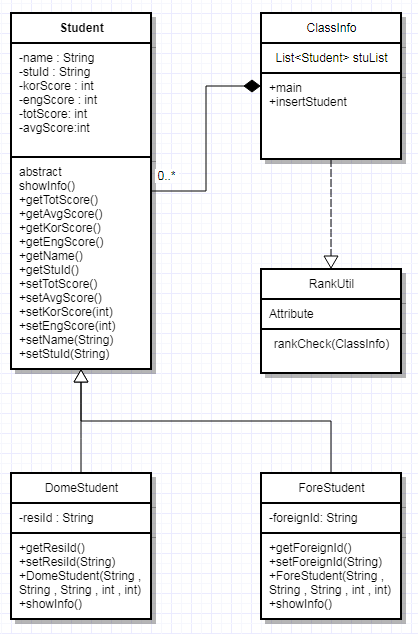 Student
-name : String
-stuId : String
-korScore : int
-engScore : int
-totScore: int
-avgScore:int
abstract
showInfo()
+getTotScore()
+getAvgScore()
+getKorScore()
+getEngScore()
+getName()
+getStuId()
+setTotScore()
+setAvgScore()
+setKorScore(int)
+setEngScore(int)
+setName(String)
+setStuId(String)
0..*
ClassInfo
List<Student> stuList
+main
+insertStudent
RankUtil
Attribute
rankCheck(ClassInfo)
DomeStudent
-resiId : String
+getResiId()
+setResiId(String)
+DomeStudent(String ,
String , String , int , int)
+showInfo()
ForeStudent
-foreignId: String
+getForeignId()
+setForeignId(String)
+ForeStudent(String ,
String , String , int , int)
+showInfo()